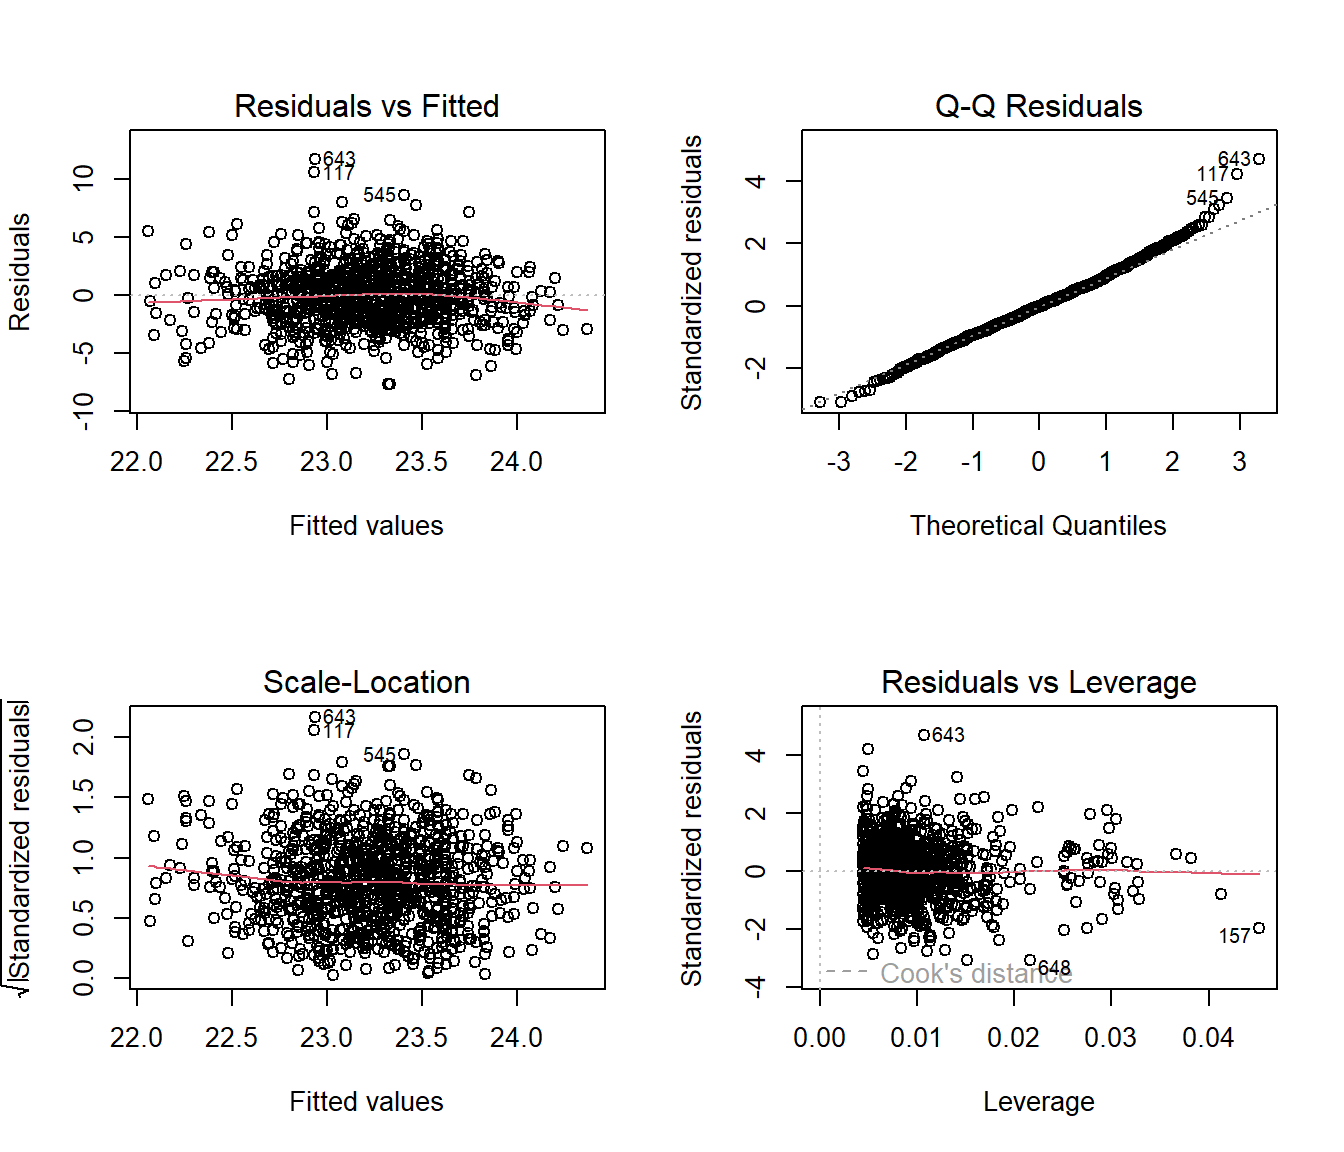 Residuals vs Fitted
Residuals
10
5
0
-5
-10
643
117
545
22.0 22.5 23.0 23.5 24.0
Fitted values
Q-Q Residuals
Standardized residuals
4
2
0
-2
643
117
545
-3 -2 -1 0 1 2 3
Theoretical Quantiles
Scale-Location
√|Standardized residuals|
2.0
1.5
1.0
0.5
0.0
643
117
545
22.0 22.5 23.0 23.5 24.0
Fitted values
Residuals vs Leverage
Standardized residuals
4
2
0
-2
-4
643
157
648
Cook's distance
0.00 0.01 0.02 0.03 0.04
Leverage